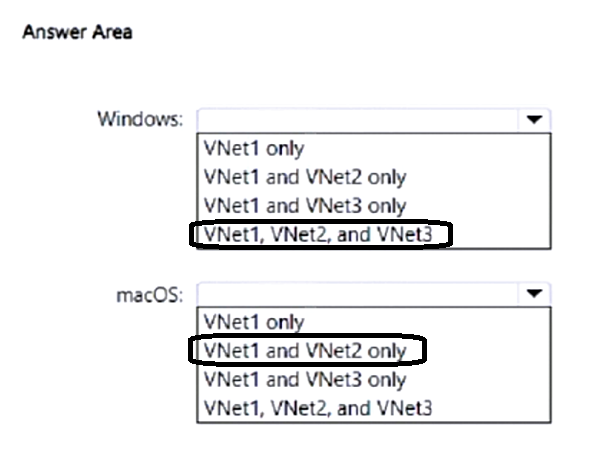 Answer Area
Windows:
VNet1 only
VNet1 and VNet2 only
VNet1 and VNet3 only
VNet1, VNet2, and VNet3
macOS:
VNet1 only
VNet1 and VNet2 only
VNet1 and VNet3 only
VNet1, VNet2, and VNet3